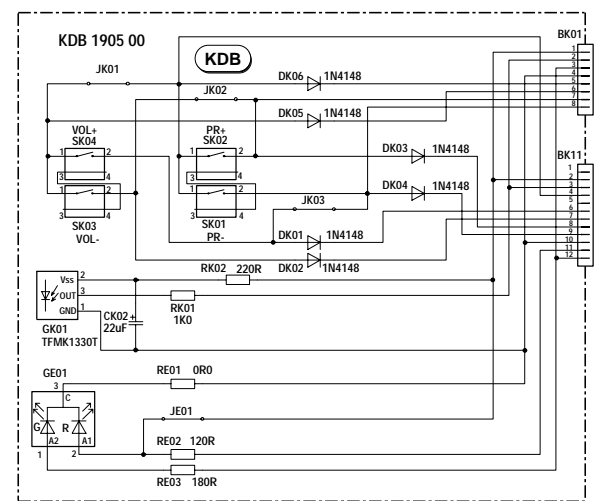 KDB 1905 00
KDB
BK01
1
2
3
4
5
6
7
8
JK01
DK06 1N4148
JK02
DK05 1N4148
VOL+
SK04
1 2
3 4
PR+
SK02
1 2
3 4
DK03 1N4148
BK11
1
2
3
4
5
6
7
8
9
10
11
12
1 2
3 4
SK03
VOL-
1 2
3 4
SK01
PR-
DK04 1N4148
JK03
DK01 1N4148
DK02 1N4148
RK02 220R
Vss 2
OUT 3
GND 1
GK01
TFMK1330T
CK02 +
22uF
RK01
1K0
GE01
3
C
G R
A2 A1
1 2
RE01 0R0
JE01
RE02 120R
RE03 180R